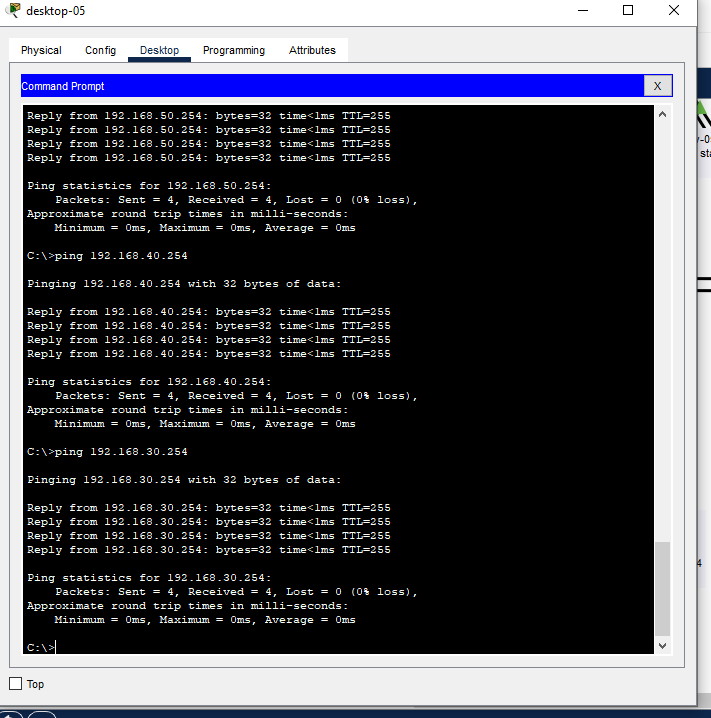 desktop-05
Physical Config Desktop Programming Attributes
Command Prompt X
Reply from 192.168.50.254: bytes=32 time<1ms TTL=255
Reply from 192.168.50.254: bytes=32 time<1ms TTL=255
Reply from 192.168.50.254: bytes=32 time<1ms TTL=255
Reply from 192.168.50.254: bytes=32 time<1ms TTL=255
Ping statistics for 192.168.50.254:
Packets: Sent = 4, Received = 4, Lost = 0 (0% loss),
Approximate round trip times in milli-seconds:
Minimum = 0ms, Maximum = 0ms, Average = 0ms
C:\>ping 192.168.40.254
Pinging 192.168.40.254 with 32 bytes of data:
Reply from 192.168.40.254: bytes=32 time<1ms TTL=255
Reply from 192.168.40.254: bytes=32 time<1ms TTL=255
Reply from 192.168.40.254: bytes=32 time<1ms TTL=255
Reply from 192.168.40.254: bytes=32 time<1ms TTL=255
Ping statistics for 192.168.40.254:
Packets: Sent = 4, Received = 4, Lost = 0 (0% loss),
Approximate round trip times in milli-seconds:
Minimum = 0ms, Maximum = 0ms, Average = 0ms
C:\>ping 192.168.30.254
Pinging 192.168.30.254 with 32 bytes of data:
Reply from 192.168.30.254: bytes=32 time<1ms TTL=255
Reply from 192.168.30.254: bytes=32 time<1ms TTL=255
Reply from 192.168.30.254: bytes=32 time<1ms TTL=255
Reply from 192.168.30.254: bytes=32 time<1ms TTL=255
Ping statistics for 192.168.30.254:
Packets: Sent = 4, Received = 4, Lost = 0 (0% loss),
Approximate round trip times in milli-seconds:
Minimum = 0ms, Maximum = 0ms, Average = 0ms
C:\>
Top